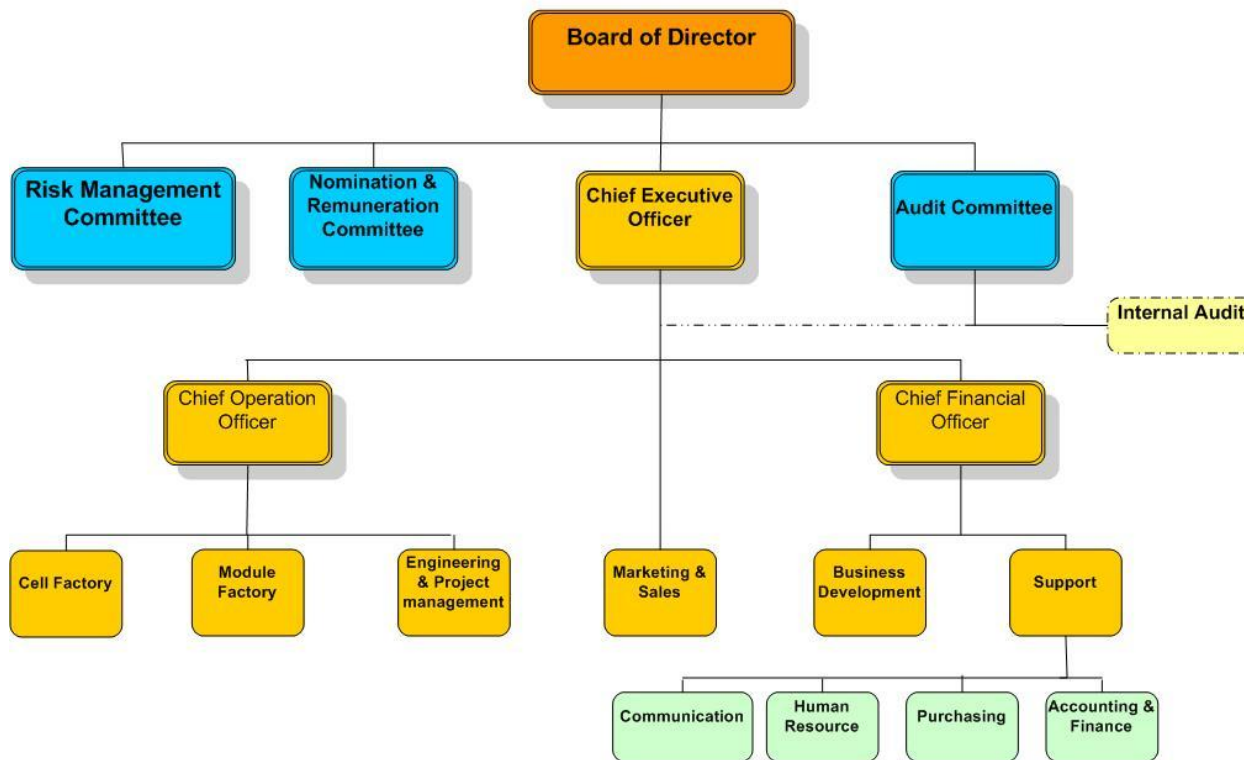 Board of Director
Risk Management
Committee
Nomination &
Remuneration
Committee
Chief Executive
Officer
Audit Committee
Internal Audit
Chief Operation
Officer
Chief Financial
Officer
Cell Factory
Module
Factory
Engineering
& Project
management
Marketing &
Sales
Business
Development
Support
Communication
Human
Resource
Purchasing
Accounting &
Finance